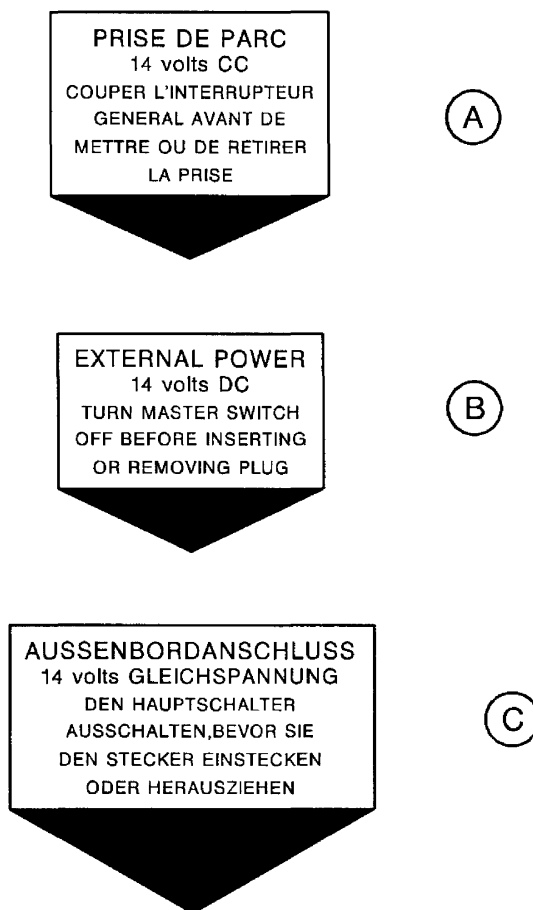 PRISE DE PARC
14 volts CC
COUPER L'INTERRUPTEUR
GENERAL AVANT DE
METTRE OU DE RETIRER
LA PRISE
A
EXTERNAL POWER
14 volts DC
TURN MASTER SWITCH
OFF BEFORE INSERTING
OR REMOVING PLUG
B
AUSSENBORDANSCHLUSS
14 volts GLEICHSPANNUNG
DEN HAUPTSCHALTER
AUSSCHALTEN,BEVOR SIE
DEN STECKER EINSTECKEN
ODER HERAUSZIEHEN
C